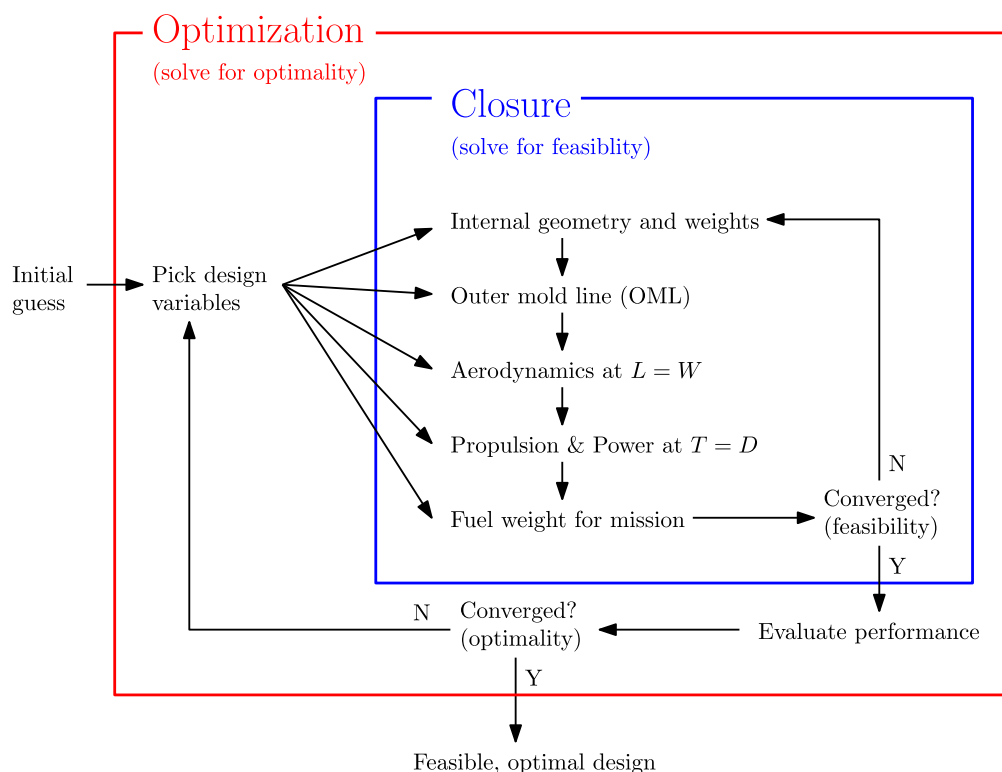 Optimization
(solve for optimality)
Closure
(solve for feasiblity)
Internal geometry and weights
Initial
guess
Pick design
variables
Outer mold line (OML)
Aerodynamics at L = W
Propulsion & Power at T = D
N
Fuel weight for mission
Converged?
(feasibility)
Y
N
Converged?
(optimality)
Evaluate performance
Y
Feasible, optimal design